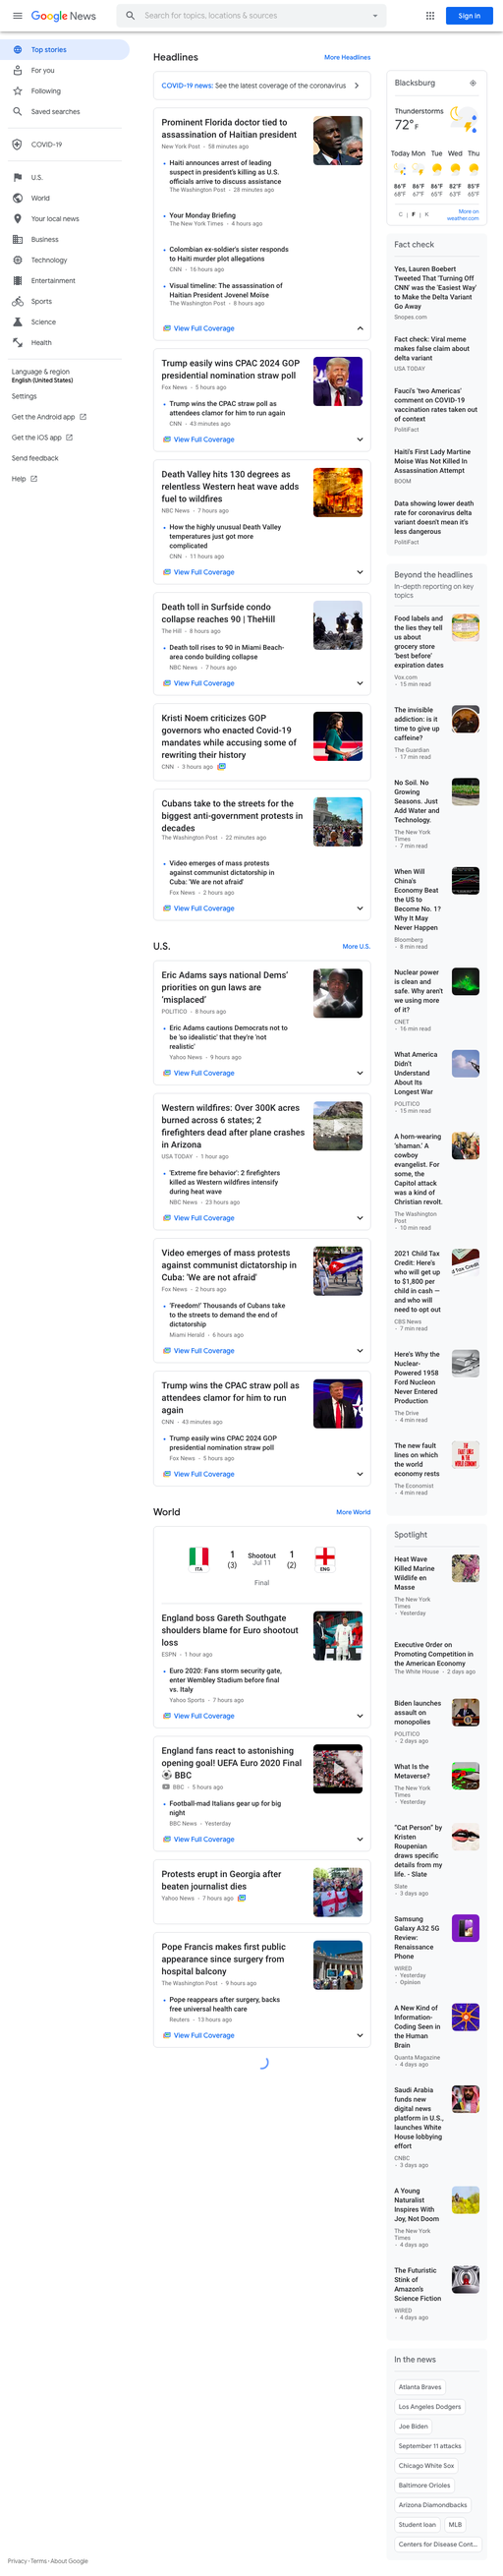 Google News
Search for topics, locations & sources
Sign in
Top stories
For you
Following
Saved searches
COVID-19
U.S.
World
Your local news
Business
Technology
Entertainment
Sports
Science
Health
Language & region
English (United States)
Settings
Get the Android app
Get the iOS app
Send feedback
Help
Headlines
More Headlines
COVID-19 news: See the latest coverage of the coronavirus
Prominent Florida doctor tied to
assassination of Haitian president
New York Post · 58 minutes ago
Haiti announces arrest of leading
suspect in president's killing as U.S.
officials arrive to discuss assistance
The Washington Post · 28 minutes ago
Your Monday Briefing
The New York Times · 4 hours ago
Colombian ex-soldier's sister responds
to Haiti murder plot allegations
CNN · 16 hours ago
Visual timeline: The assassination of
Haitian President Jovenel Moïse
The Washington Post · 8 hours ago
View Full Coverage
Trump easily wins CPAC 2024 GOP
presidential nomination straw poll
Fox News · 5 hours ago
Trump wins the CPAC straw poll as
attendees clamor for him to run again
CNN · 43 minutes ago
View Full Coverage
Death Valley hits 130 degrees as
relentless Western heat wave adds
fuel to wildfires
NBC News · 7 hours ago
How the highly unusual Death Valley
temperatures just got more
complicated
CNN · 11 hours ago
View Full Coverage
Death toll in Surfside condo
collapse reaches 90 | TheHill
The Hill · 8 hours ago
Death toll rises to 90 in Miami Beach-
area condo building collapse
NBC News · 7 hours ago
View Full Coverage
Kristi Noem criticizes GOP
governors who enacted Covid-19
mandates while accusing some of
rewriting their history
CNN · 3 hours ago
Cubans take to the streets for the
biggest anti-government protests in
decades
The Washington Post · 22 minutes ago
Video emerges of mass protests
against communist dictatorship in
Cuba: 'We are not afraid'
Fox News · 2 hours ago
View Full Coverage
U.S.
More U.S.
Eric Adams says national Dems'
priorities on gun laws are
'misplaced'
POLITICO · 8 hours ago
Eric Adams cautions Democrats not to
be 'so idealistic' that they're 'not
realistic'
Yahoo News · 9 hours ago
View Full Coverage
Western wildfires: Over 300K acres
burned across 6 states; 2
firefighters dead after plane crashes
in Arizona
USA TODAY · 1 hour ago
'Extreme fire behavior': 2 firefighters
killed as Western wildfires intensify
during heat wave
NBC News · 23 hours ago
View Full Coverage
Video emerges of mass protests
against communist dictatorship in
Cuba: 'We are not afraid'
Fox News · 2 hours ago
'Freedom!' Thousands of Cubans take
to the streets to demand the end of
dictatorship
Miami Herald · 6 hours ago
View Full Coverage
Trump wins the CPAC straw poll as
attendees clamor for him to run
again
CNN · 43 minutes ago
Trump easily wins CPAC 2024 GOP
presidential nomination straw poll
Fox News · 5 hours ago
View Full Coverage
World
More World
1 Shootout 1
(3) Jul 11 (2)
ITA
ENG
Final
England boss Gareth Southgate
shoulders blame for Euro shootout
loss
ESPN · 1 hour ago
Euro 2020: Fans storm security gate,
enter Wembley Stadium before final
vs. Italy
Yahoo Sports · 7 hours ago
View Full Coverage
England fans react to astonishing
opening goal! UEFA Euro 2020 Final
BBC
BBC · 5 hours ago
Football-mad Italians gear up for big
night
BBC News · Yesterday
View Full Coverage
Protests erupt in Georgia after
beaten journalist dies
Yahoo News · 7 hours ago
Pope Francis makes first public
appearance since surgery from
hospital balcony
The Washington Post · 9 hours ago
Pope reappears after surgery, backs
free universal health care
Reuters · 13 hours ago
View Full Coverage
Blacksburg
Thunderstorms
72°F
Today Mon Tue Wed Thu
86°F 86°F 86°F 82°F 85°F
68°F 67°F 65°F 63°F 65°F
C | F | K
More on
weather.com
Fact check
Yes, Lauren Boebert
Tweeted That 'Turning Off
CNN' was the 'Easiest Way'
to Make the Delta Variant
Go Away
Snopes.com
Fact check: Viral meme
makes false claim about
delta variant
USA TODAY
Fauci's 'two Americas'
comment on COVID-19
vaccination rates taken out
of context
PolitiFact
Haiti's First Lady Martine
Moise Was Not Killed In
Assassination Attempt
BOOM
Data showing lower death
rate for coronavirus delta
variant doesn't mean it's
less dangerous
PolitiFact
Beyond the headlines
In-depth reporting on key
topics
Food labels and
the lies they tell
us about
grocery store
'best before'
expiration dates
Vox.com
· 15 min read
The invisible
addiction: is it
time to give up
caffeine?
The Guardian
· 17 min read
No Soil. No
Growing
Seasons. Just
Add Water and
Technology.
The New York
Times
· 7 min read
When Will
China's
Economy Beat
the US to
Become No. 1?
Why It May
Never Happen
Bloomberg
· 8 min read
Nuclear power
is clean and
safe. Why aren't
we using more
of it?
CNET
· 16 min read
What America
Didn't
Understand
About Its
Longest War
POLITICO
· 15 min read
A horn-wearing
'shaman.' A
cowboy
evangelist. For
some, the
Capitol attack
was a kind of
Christian revolt.
The Washington
Post
· 10 min read
2021 Child Tax
Credit: Here's
who will get up
to $1,800 per
child in cash —
and who will
need to opt out
CBS News
· 7 min read
Here's Why the
Nuclear-
Powered 1958
Ford Nucleon
Never Entered
Production
The Drive
· 4 min read
The new fault
lines on which
the world
economy rests
The Economist
· 4 min read
Spotlight
Heat Wave
Killed Marine
Wildlife en
Masse
The New York
Times
· Yesterday
Executive Order on
Promoting Competition in
the American Economy
The White House · 2 days ago
Biden launches
assault on
monopolies
POLITICO
· 2 days ago
What Is the
Metaverse?
The New York
Times
· Yesterday
"Cat Person" by
Kristen
Roupenian
draws specific
details from my
life. - Slate
Slate
· 3 days ago
Samsung
Galaxy A32 5G
Review:
Renaissance
Phone
WIRED
· Yesterday
· Opinion
A New Kind of
Information-
Coding Seen in
the Human
Brain
Quanta Magazine
· 4 days ago
Saudi Arabia
funds new
digital news
platform in U.S.,
launches White
House lobbying
effort
CNBC
· 3 days ago
A Young
Naturalist
Inspires With
Joy, Not Doom
The New York
Times
· 4 days ago
The Futuristic
Stink of
Amazon's
Science Fiction
WIRED
· 4 days ago
In the news
Atlanta Braves
Los Angeles Dodgers
Joe Biden
September 11 attacks
Chicago White Sox
Baltimore Orioles
Arizona Diamondbacks
Student loan
MLB
Centers for Disease Cont...
Privacy · Terms · About Google